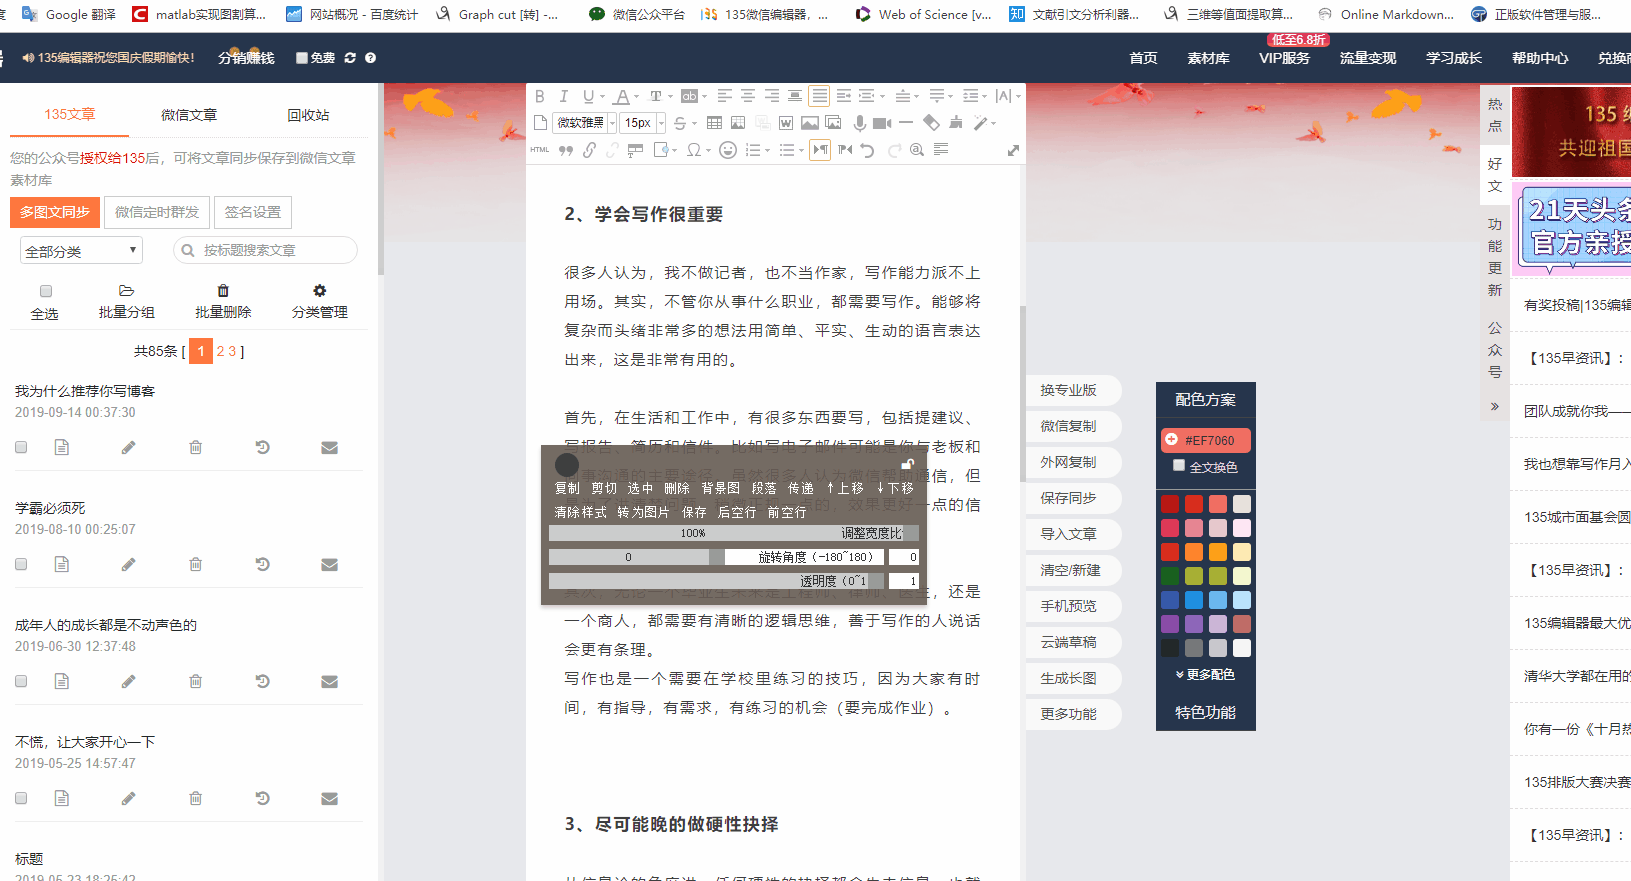 Google 翻译
matlab实现图割算...
网站概况 - 百度统计
Graph cut [转] -...
微信公众平台
135微信编辑器，...
Web of Science [v...
文献引文分析利器...
三维等值面提取算...
Online Markdown...
正版软件管理与服...
135编辑器祝您国庆假期愉快！
分销赚钱
免费
首页
素材库
低至6.8折
VIP服务
流量变现
学习成长
帮助中心
135文章
微信文章
回收站
您的公众号授权给135后，可将文章同步保存到微信文章
素材库
多图文同步
微信定时群发
签名设置
全部分类
按标题搜索文章
全选
批量分组
批量删除
分类管理
共85条 [ 1 2 3 ]
我为什么推荐你写博客
2019-09-14 00:37:30
学霸必须死
2019-08-10 00:25:07
成年人的成长都是不动声色的
2019-06-30 12:37:48
不慌，让大家开心一下
2019-05-25 14:57:47
标题
2019-05-23 18:25:42
微软雅黑
15px
HTML
2、学会写作很重要
很多人认为，我不做记者，也不当作家，写作能力派不上
用场。其实，不管你从事什么职业，都需要写作。能够将
复杂而头绪非常多的想法用简单、平实、生动的语言表达
出来，这是非常有用的。
首先，在生活和工作中，有很多东西要写，包括提建议、
写报告、简历和信件。比如写电子邮件可能是你与老板和
复制 剪切 选中 删除 背景图 段落 传递 ↑上移 ↓下移
清除样式 转为图片 保存 后空行 前空行
100%
调整宽度比
0
旋转角度（-180~180）
0
透明度（0~1
1
，还是
一个商人，都需要有清晰的逻辑思维，善于写作的人说话
会更有条理。
写作也是一个需要在学校里练习的技巧，因为大家有时
间，有指导，有需求，有练习的机会（要完成作业）。
3、尽可能晚的做硬性抉择
换专业版
微信复制
外网复制
保存同步
导入文章
清空/新建
手机预览
云端草稿
生成长图
更多功能
配色方案
#EF7060
全文换色
更多配色
特色功能
热点
好文
功能更新
公众号
»
135
共迎祖国
21天头条
官方亲授
有奖投稿|135编辑
【135早资讯】：
团队成就你我——
我也想靠写作月入
135城市面基会圆
【135早资讯】：
135编辑器最大优
清华大学都在用的
你有一份《十月热
135排版大赛决赛
【135早资讯】：